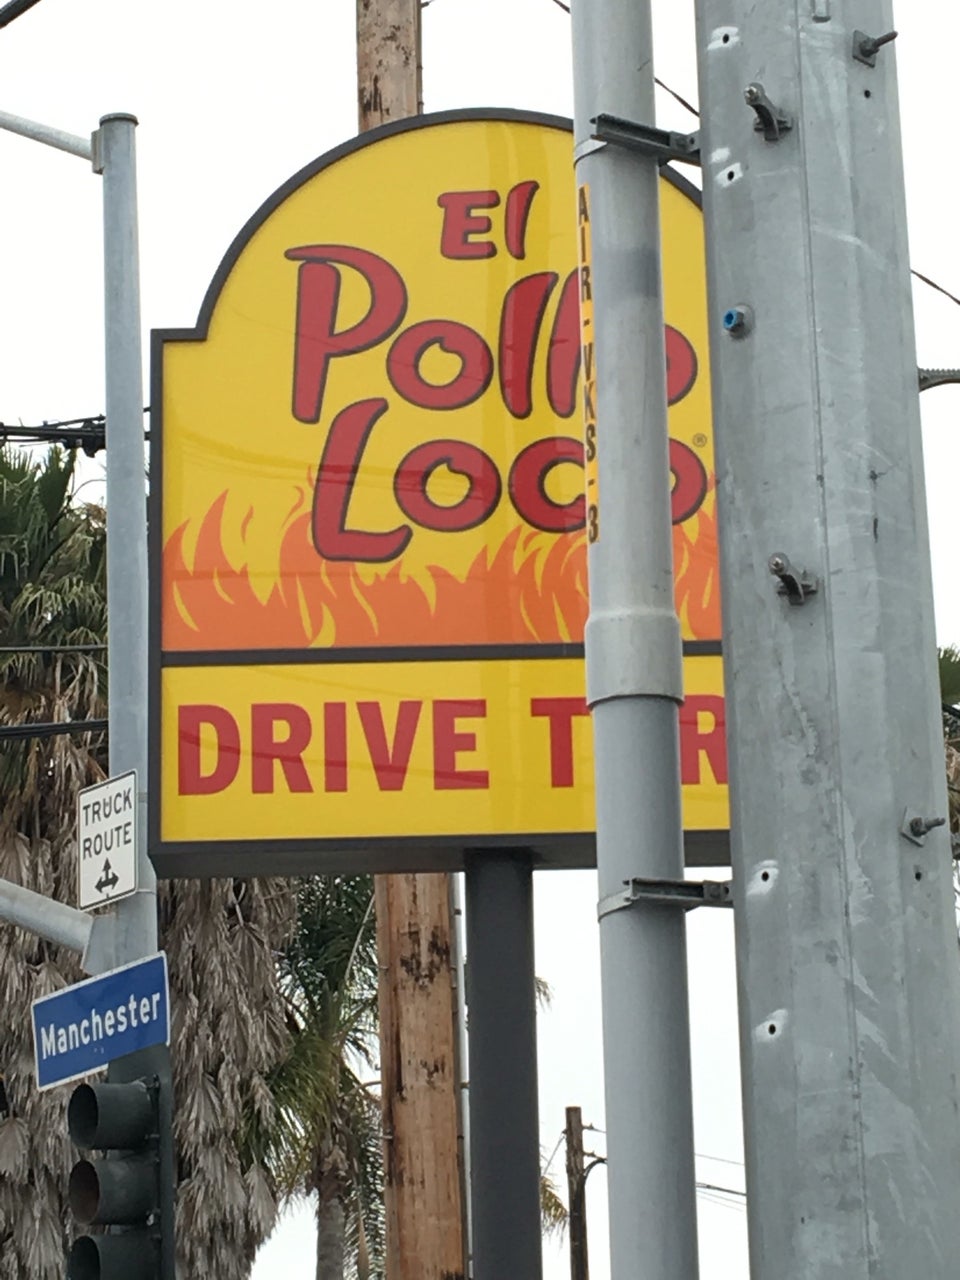 El
Pollo
Loco®
DRIVE T R
AIR-VKS-3
TRUCK
ROUTE
Manchester